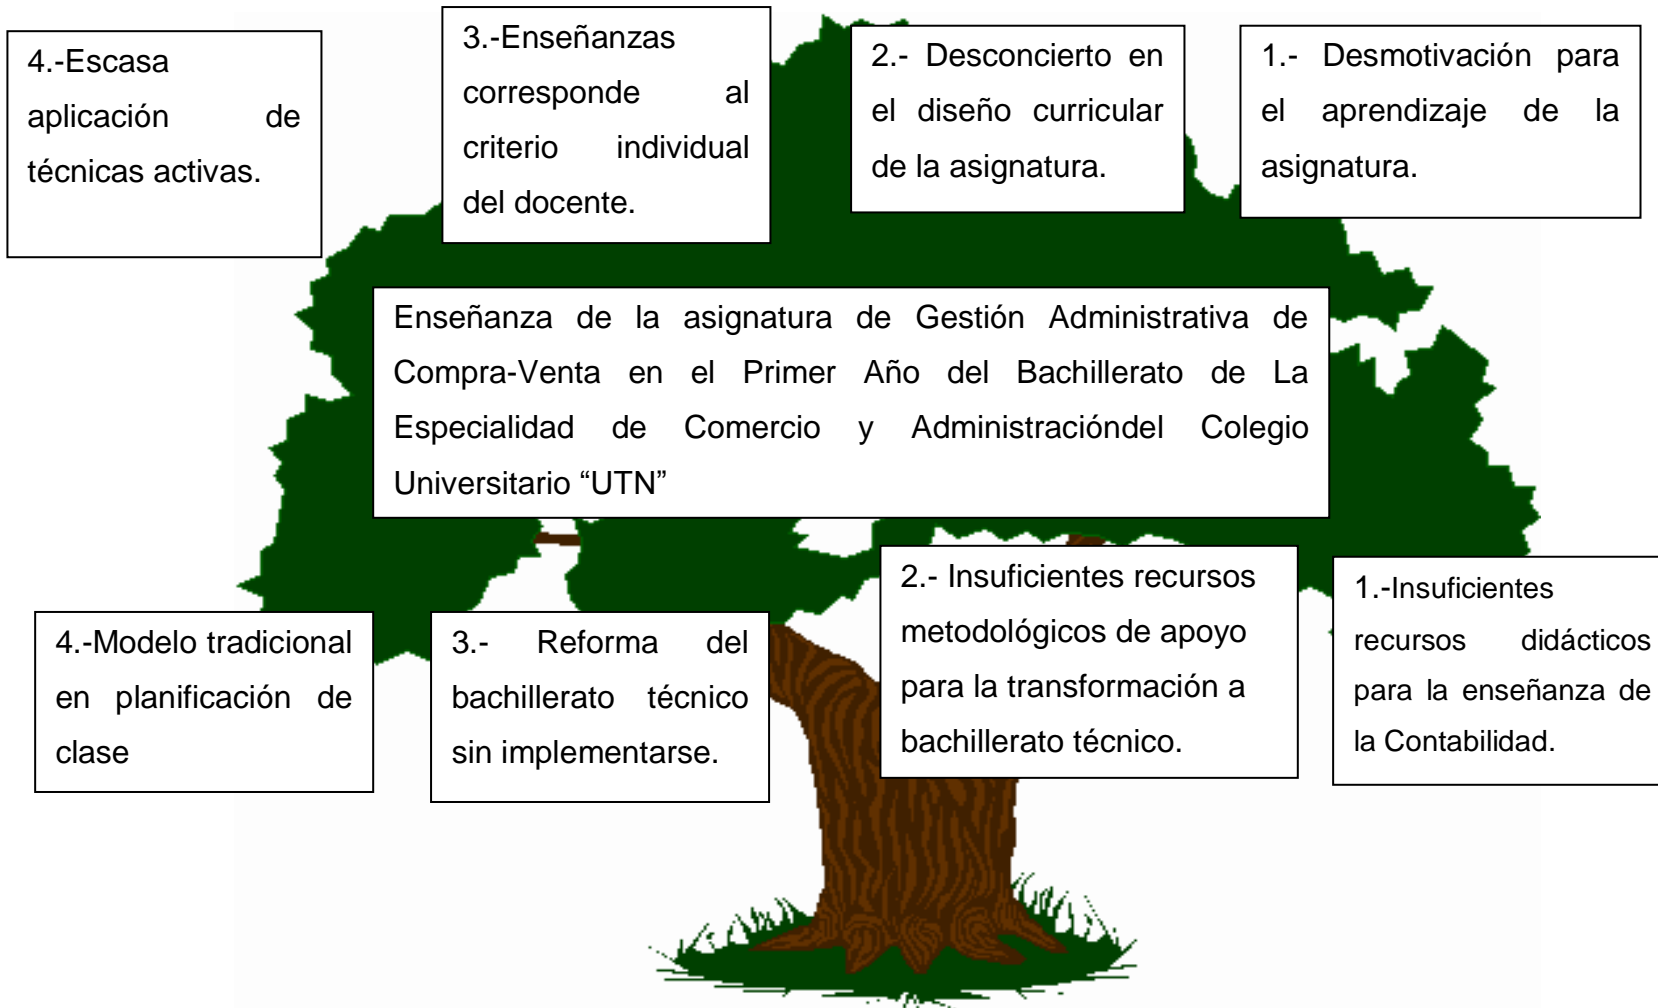 4.-Escasa
aplicación de
técnicas activas.
3.-Enseñanzas
corresponde al
criterio individual
del docente.
2.- Desconcierto en
el diseño curricular
de la asignatura.
1.- Desmotivación para
el aprendizaje de la
asignatura.
Enseñanza de la asignatura de Gestión Administrativa de
Compra-Venta en el Primer Año del Bachillerato de La
Especialidad de Comercio y Administracióndel Colegio
Universitario “UTN”
4.-Modelo tradicional
en planificación de
clase
3.- Reforma del
bachillerato técnico
sin implementarse.
2.- Insuficientes recursos
metodológicos de apoyo
para la transformación a
bachillerato técnico.
1.-Insuficientes
recursos didácticos
para la enseñanza de
la Contabilidad.